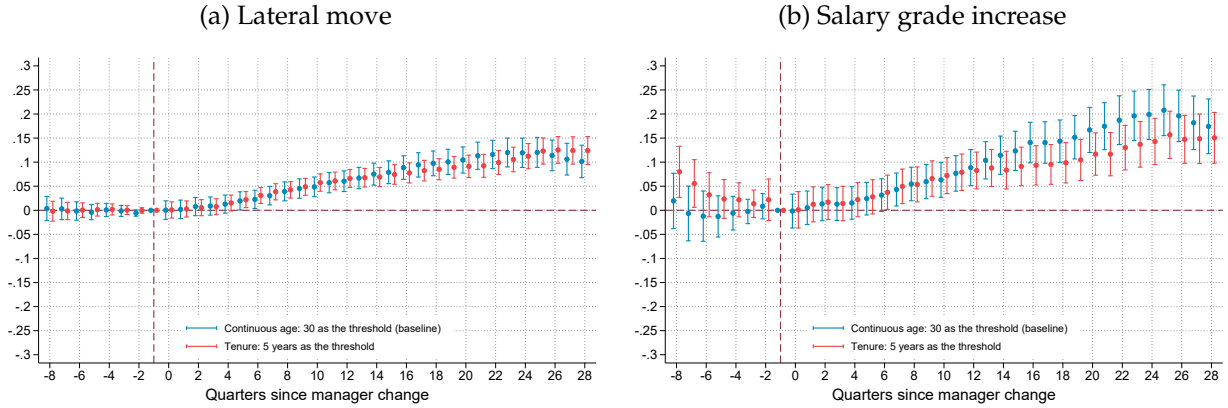 (a) Lateral move
.3
.25
.2
.15
.1
.05
0
-.05
-.1
-.15
-.2
-.25
-.3
Continuous age: 30 as the threshold (baseline)
Tenure: 5 years as the threshold
-8 -6 -4 -2 0 2 4 6 8 10 12 14 16 18 20 22 24 26 28
Quarters since manager change
(b) Salary grade increase
.3
.25
.2
.15
.1
.05
0
-.05
-.1
-.15
-.2
-.25
-.3
Continuous age: 30 as the threshold (baseline)
Tenure: 5 years as the threshold
-8 -6 -4 -2 0 2 4 6 8 10 12 14 16 18 20 22 24 26 28
Quarters since manager change